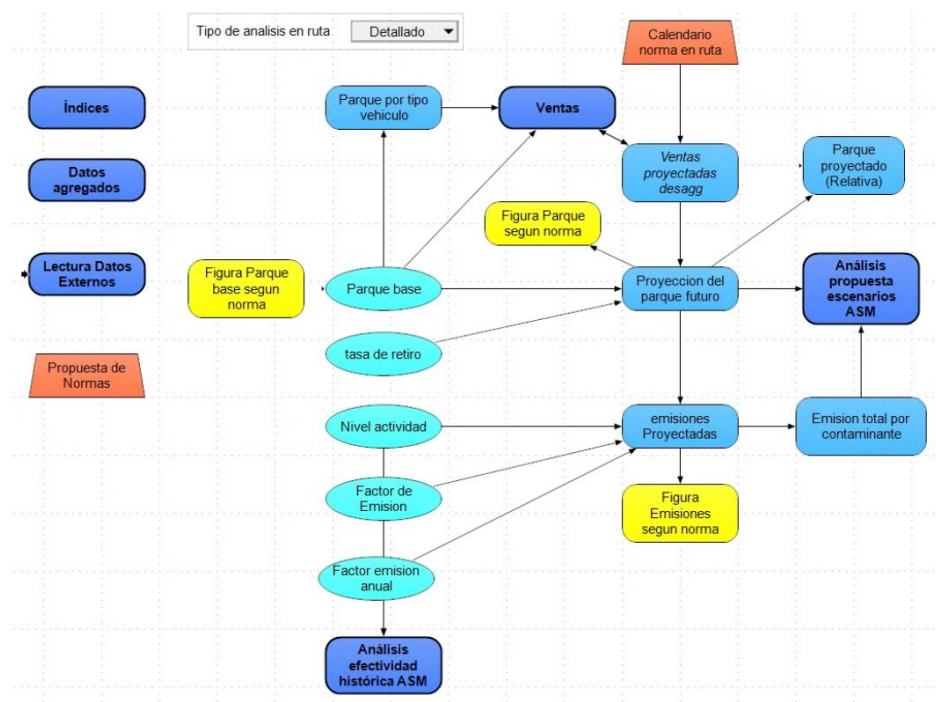 Tipo de analisis en ruta
Detallado
Calendario
norma en ruta
Índices
Parque por tipo
vehiculo
Ventas
Datos
agregados
Ventas
proyectadas
desagg
Parque
proyectado
(Relativa)
Figura Parque
segun norma
Lectura Datos
Externos
Figura Parque
base segun
norma
Parque base
Proyeccion del
parque futuro
Análisis
propuesta
escenarios
ASM
tasa de retiro
Propuesta de
Normas
Nivel actividad
emisiones
Proyectadas
Emision total por
contaminante
Factor de
Emision
Figura
Emisiones
segun norma
Factor emision
anual
Análisis
efectividad
histórica ASM